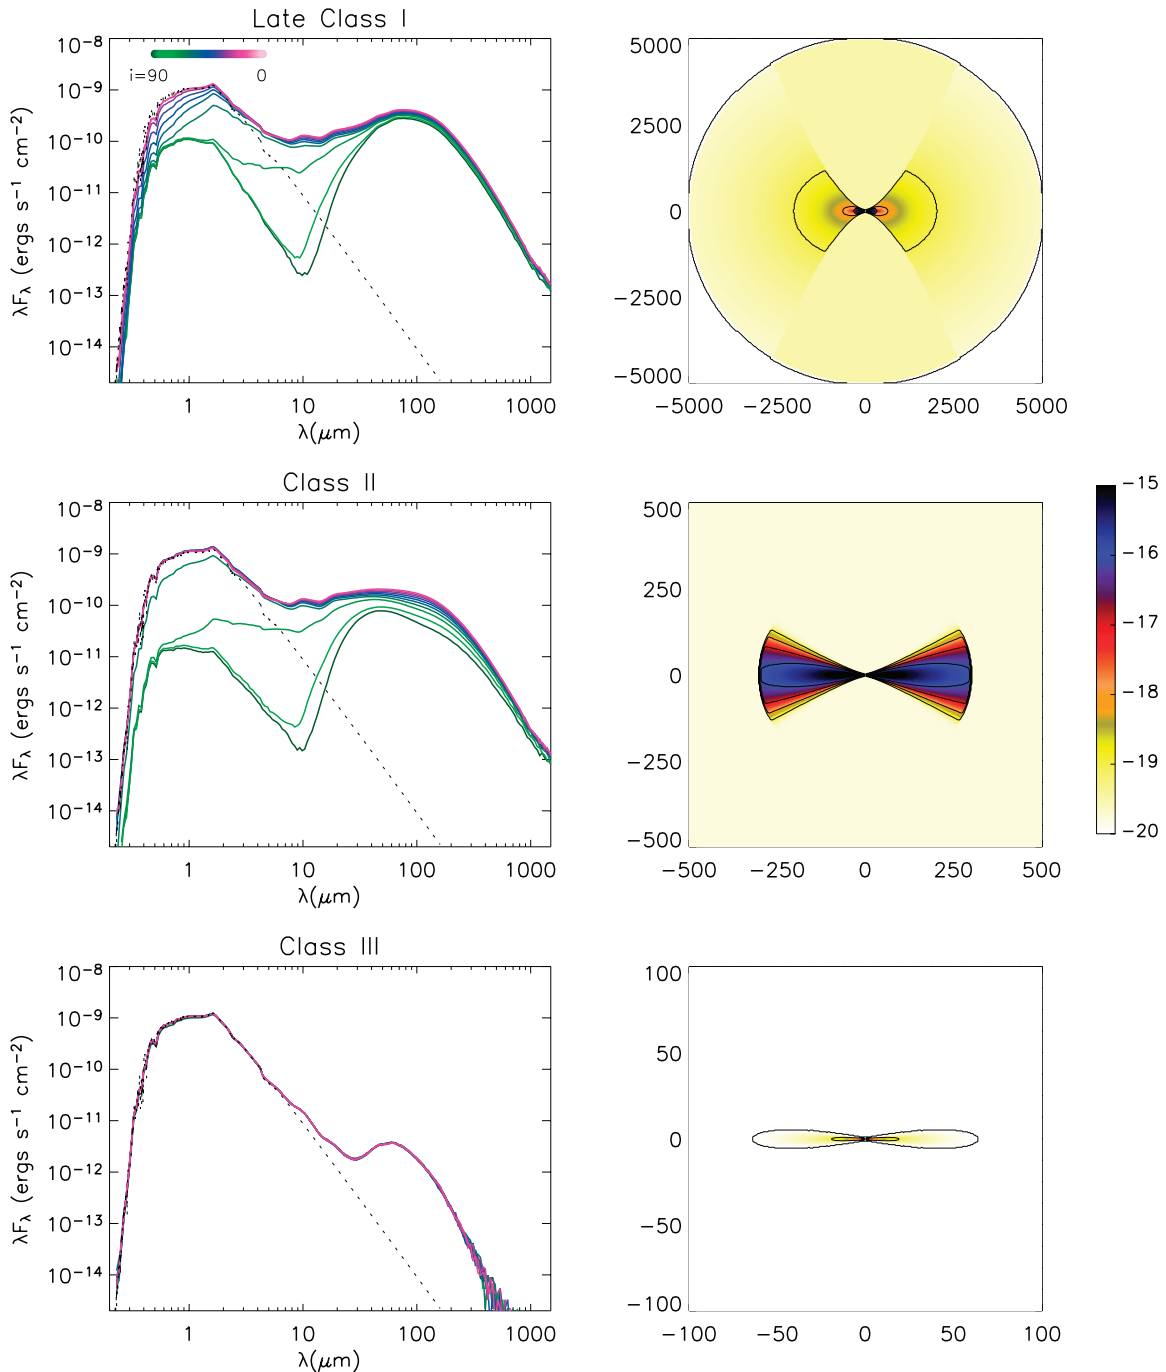 Late Class I
10⁻⁸
10⁻⁹
10⁻¹⁰
10⁻¹¹
10⁻¹²
10⁻¹³
10⁻¹⁴
λFλ (ergs s⁻¹ cm⁻²)
i=90 0
1 10 100 1000
λ(μm)
5000
2500
0
−2500
−5000
−5000 −2500 0 2500 5000
Class II
10⁻⁸
10⁻⁹
10⁻¹⁰
10⁻¹¹
10⁻¹²
10⁻¹³
10⁻¹⁴
λFλ (ergs s⁻¹ cm⁻²)
1 10 100 1000
λ(μm)
500
250
0
−250
−500
−500 −250 0 250 500
−15
−16
−17
−18
−19
−20
Class III
10⁻⁸
10⁻⁹
10⁻¹⁰
10⁻¹¹
10⁻¹²
10⁻¹³
10⁻¹⁴
λFλ (ergs s⁻¹ cm⁻²)
1 10 100 1000
λ(μm)
100
50
0
−50
−100
−100 −50 0 50 100